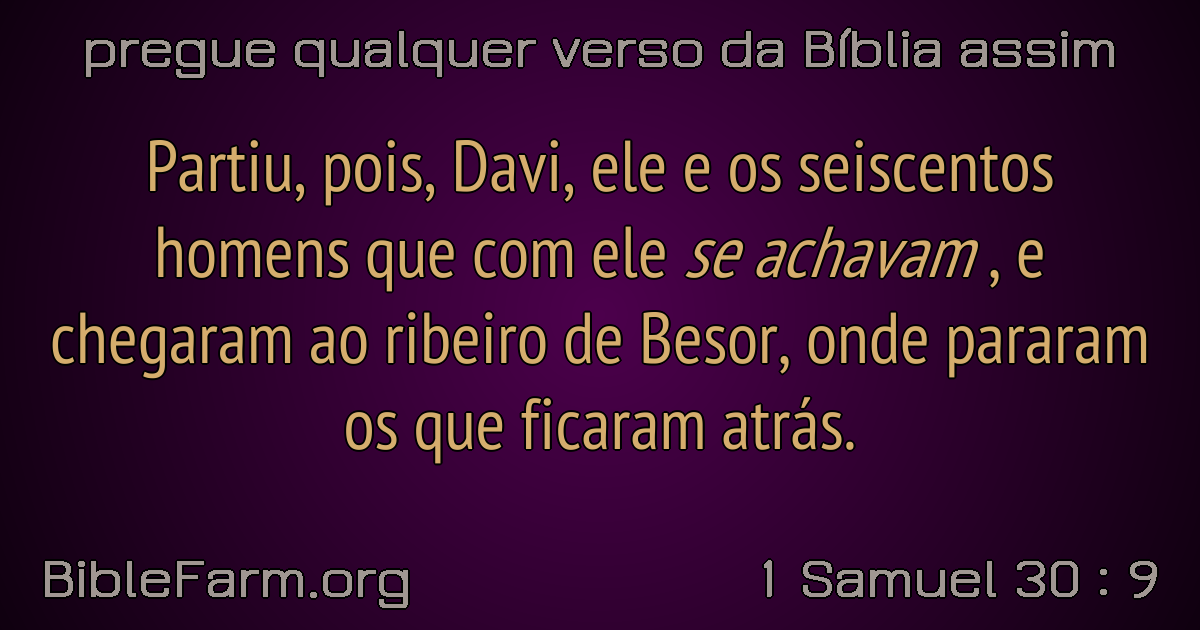 pregue qualquer verso da Bíblia assim
Partiu, pois, Davi, ele e os seiscentos
homens que com ele se achavam , e
chegaram ao ribeiro de Besor, onde pararam
os que ficaram atrás.
BibleFarm.org
1 Samuel 30 : 9